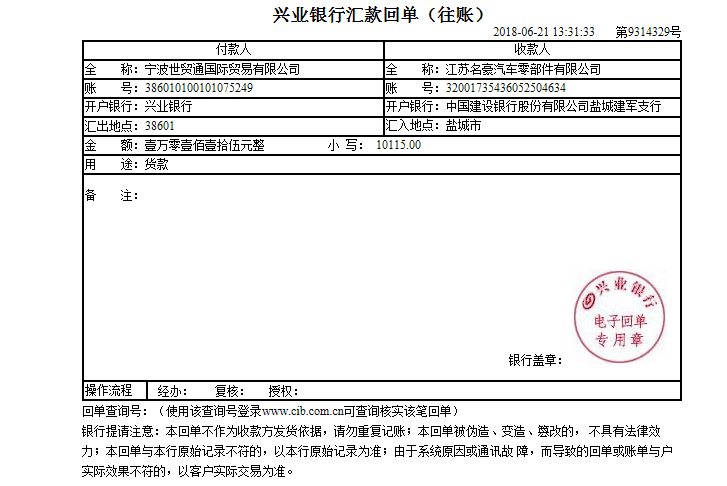 兴业银行汇款回单（往账）
2018-06-21 13:31:33 第9314329号
付款人 收款人
全 称：宁波世贸通国际贸易有限公司 全 称：江苏名豪汽车零部件有限公司
账 号：386010100101075249 账 号：32001735436052504634
开户银行：兴业银行 开户银行：中国建设银行股份有限公司盐城建军支行
汇出地点：38601 汇入地点：盐城市
金 额：壹万零壹佰壹拾伍元整 小 写： 10115.00
用 途：货款
备 注：
兴业银行
电子回单
专用章
银行盖章：
操作流程 经办： 复核： 授权：
回单查询号：（使用该查询号登录www.cib.com.cn可查询核实该笔回单）
银行提请注意：本回单不作为收款方发货依据，请勿重复记账；本回单被伪造、变造、篡改的， 不具有法律效
力；本回单与本行原始记录不符的，以本行原始记录为准；由于系统原因或通讯故 障，而导致的回单或账单与户
实际效果不符的，以客户实际交易为准。